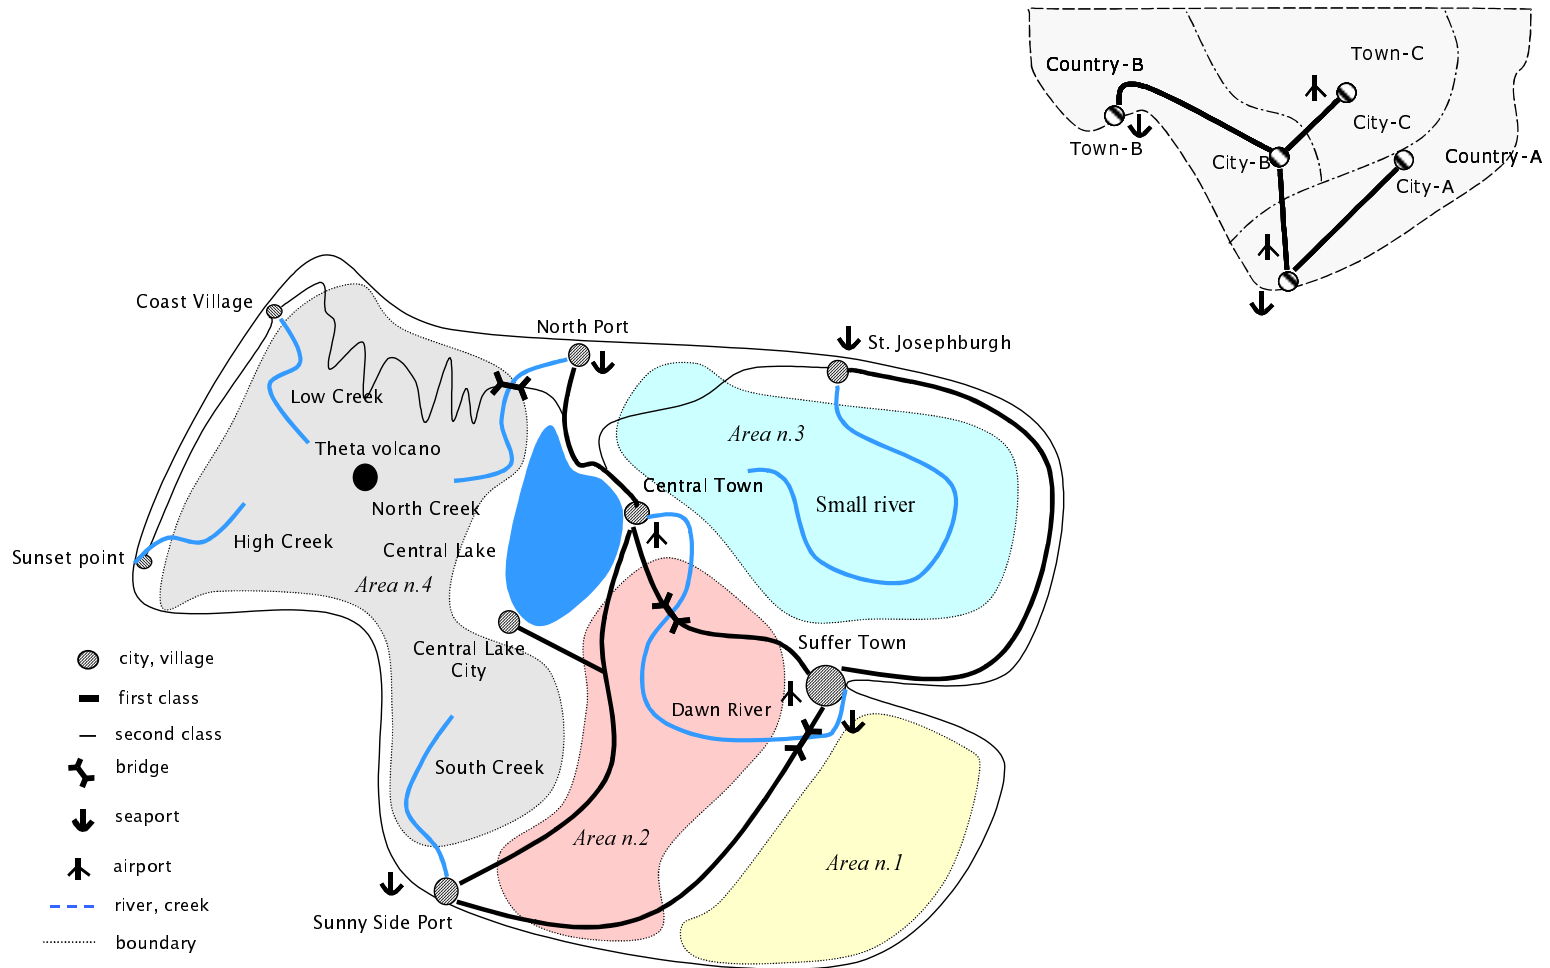 Town-C
Country-B
City-C
Town-B
City-B
Country-A
City-A
Coast Village
North Port
St. Josephburgh
Low Creek
Area n.3
Theta volcano
Central Town
North Creek
Small river
High Creek
Central Lake
Sunset point
Area n.4
Suffer Town
Central Lake
City
city, village
first class
Dawn River
second class
bridge
South Creek
seaport
Area n.2
Area n.1
airport
river, creek
Sunny Side Port
boundary